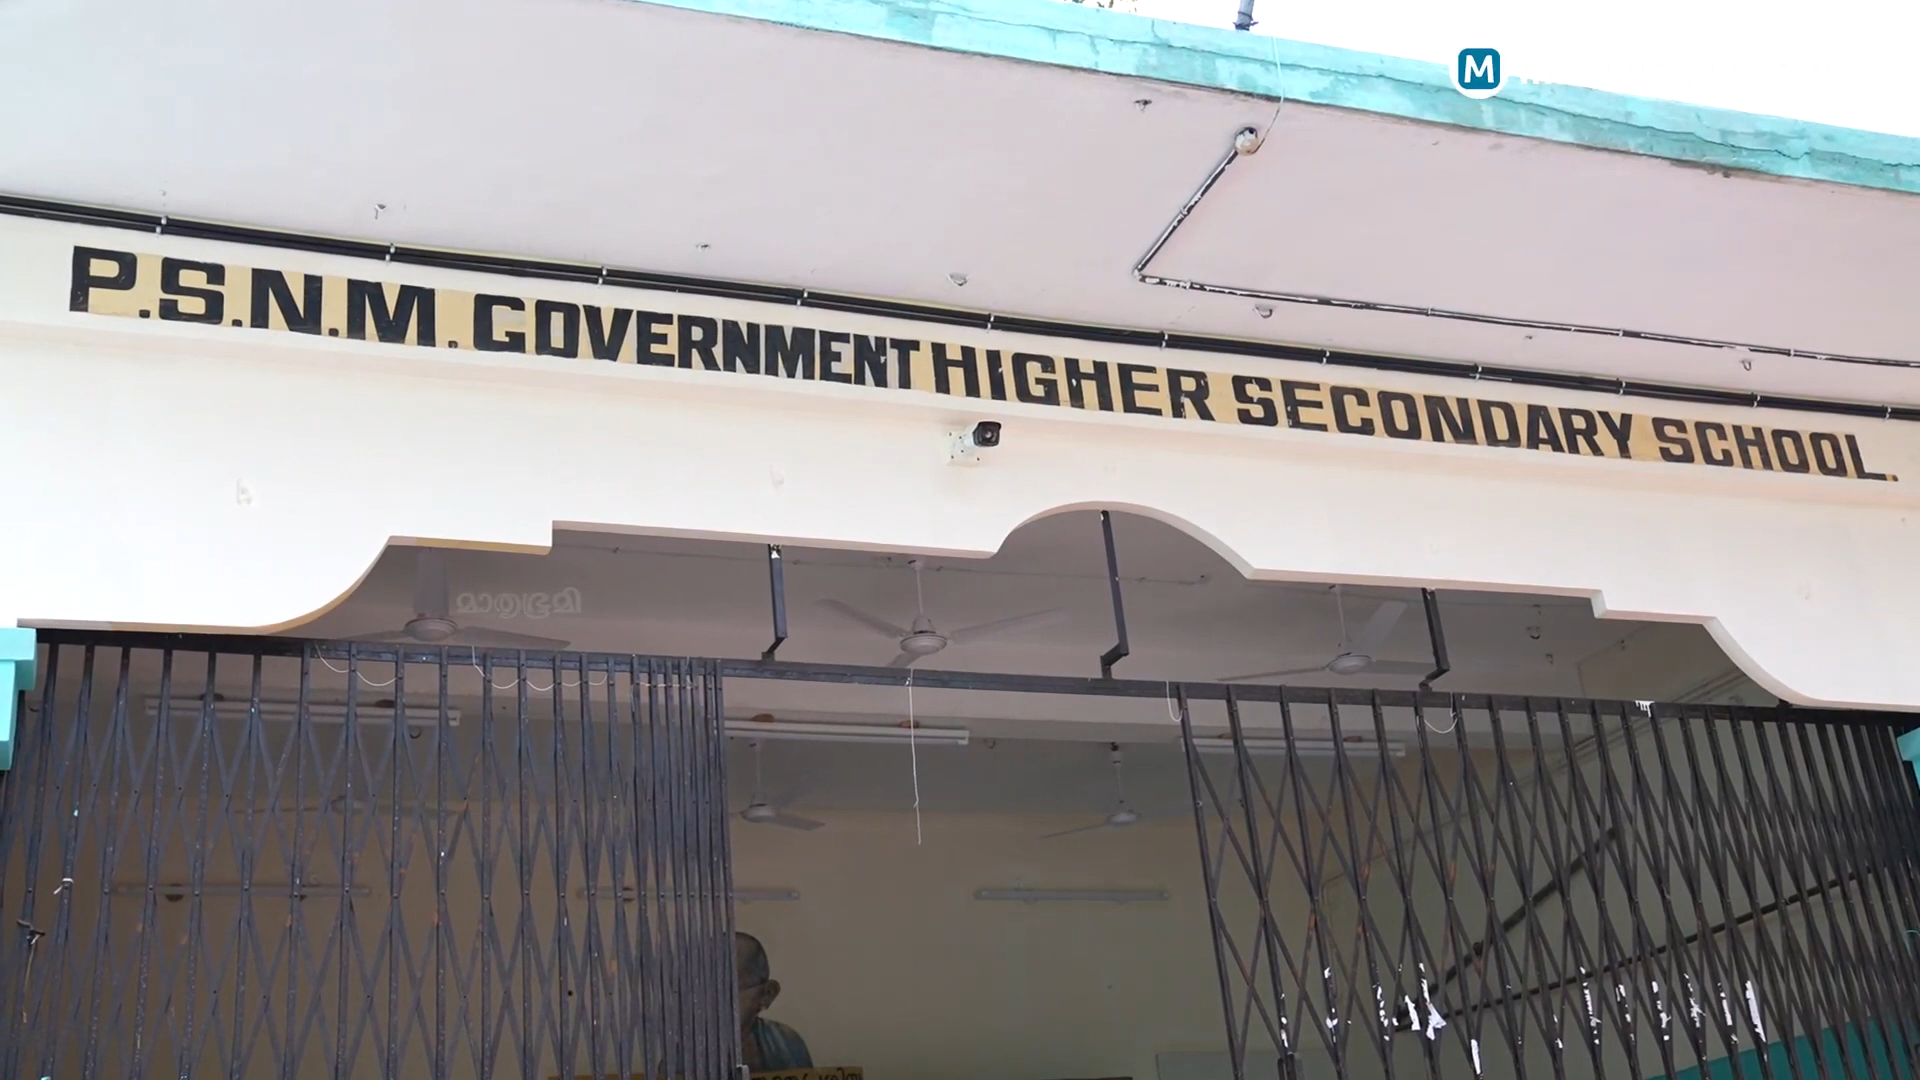 M
P.S.N.M. GOVERNMENT HIGHER SECONDARY SCHOOL.
മാതൃഭൂമി